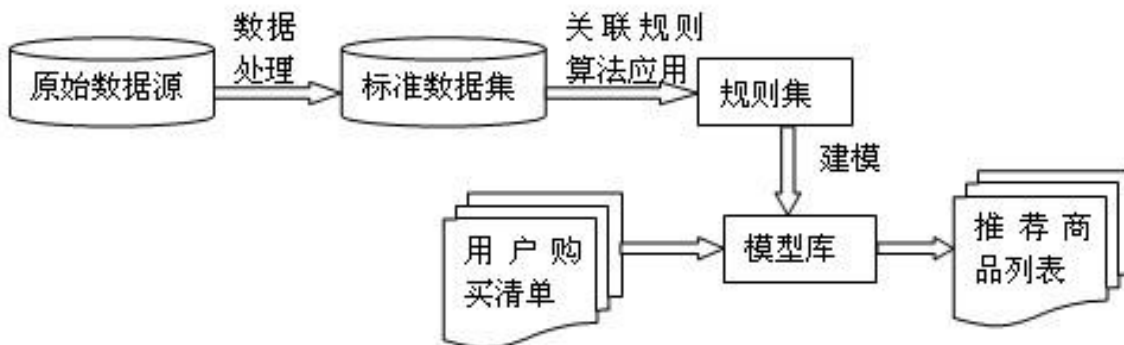 数据
处理
关联规则
算法应用
原始数据源
标准数据集
规则集
建模
用户购
买清单
模型库
推荐商
品列表